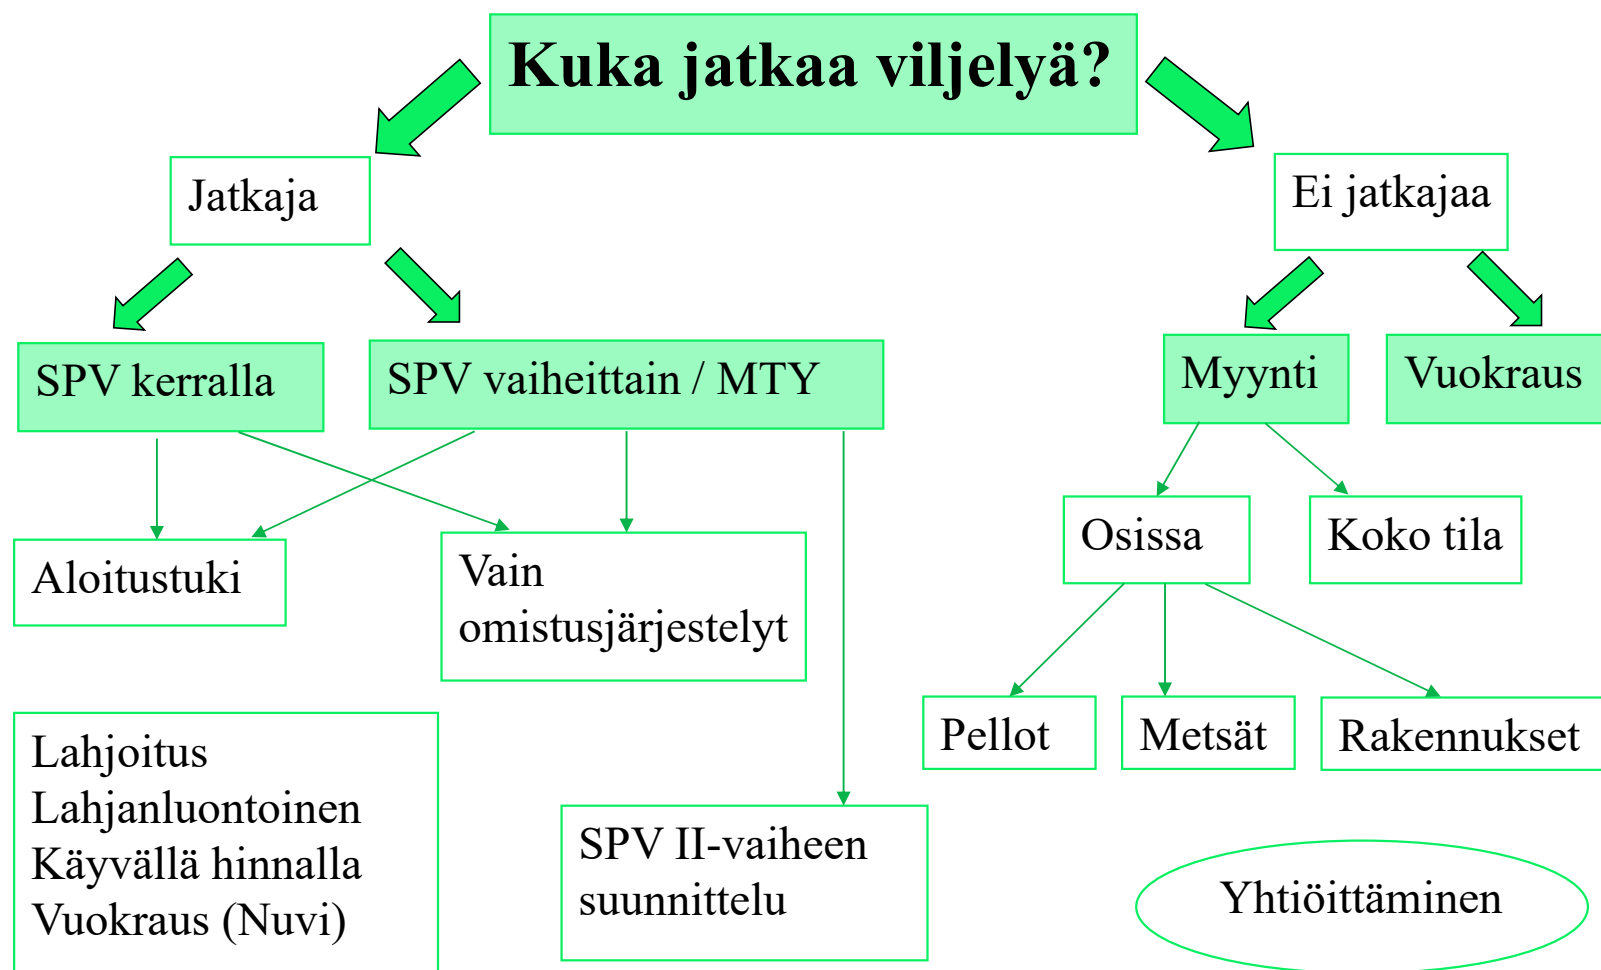 Kuka jatkaa viljelyä?
Jatkaja
Ei jatkajaa
SPV kerralla
SPV vaiheittain / MTY
Myynti
Vuokraus
Aloitustuki
Vain
omistusjärjestelyt
Osissa
Koko tila
Pellot
Metsät
Rakennukset
Lahjoitus
Lahjanluontoinen
Käyvällä hinnalla
Vuokraus (Nuvi)
SPV II-vaiheen
suunnittelu
Yhtiöittäminen